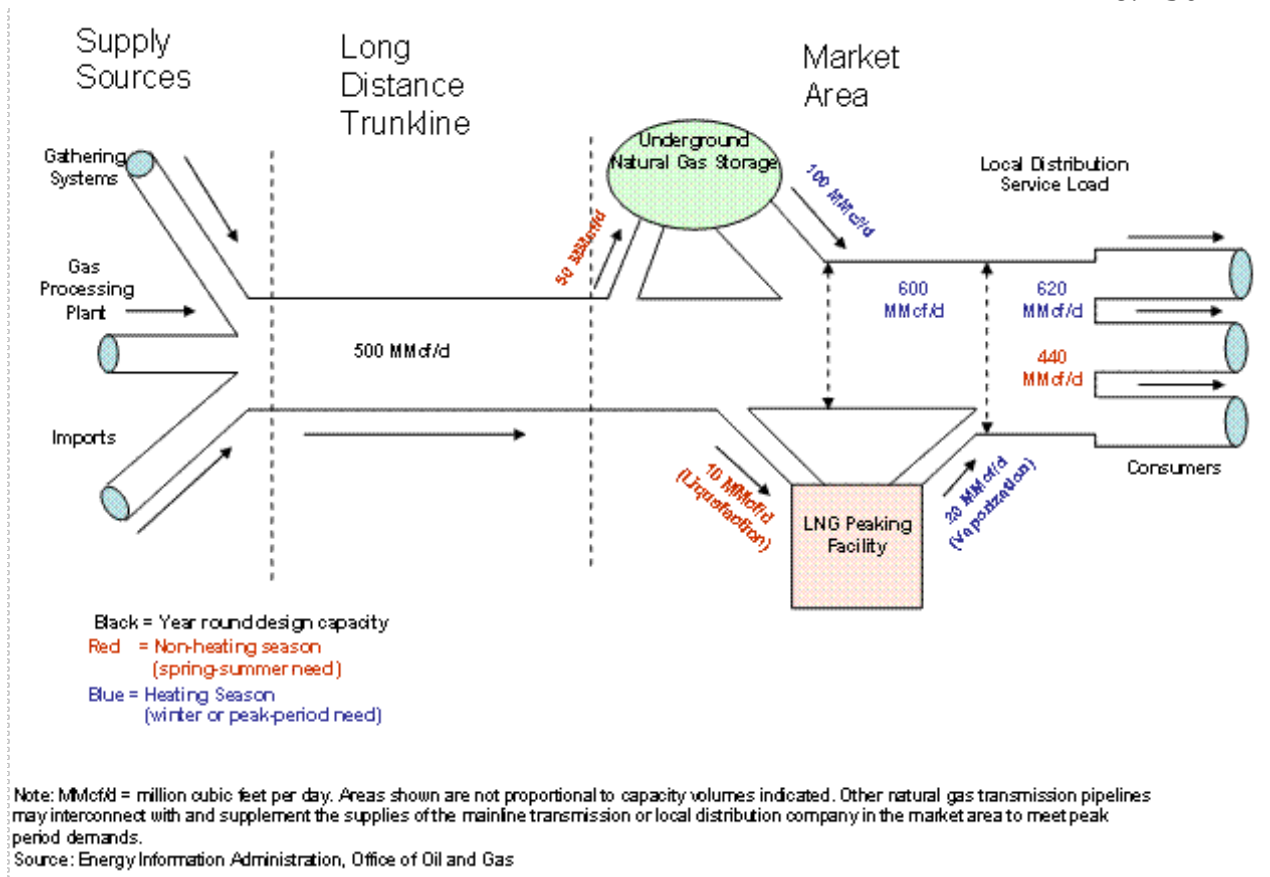 Supply
Sources
Long
Distance
Trunkline
Market
Area
Gathering
Systems
Gas
Processing
Plant
Imports
500 MMcf/d
50 MMcf/d
Underground
Natural Gas Storage
100 MMcf/d
Local Distribution
Service Load
600
MMcf/d
620
MMcf/d
440
MMcf/d
10 MMcf/d
(Liquefaction)
LNG Peaking
Facility
20 MMcf/d
(Vaporization)
Consumers
Black = Year round design capacity
Red = Non-heating season
(spring-summer need)
Blue = Heating Season
(winter or peak-period need)
Note: MMcf/d = million cubic feet per day. Areas shown are not proportional to capacity volumes indicated. Other natural gas transmission pipelines
may interconnect with and supplement the supplies of the mainline transmission or local distribution company in the market area to meet peak
period demands.
Source: Energy Information Administration, Office of Oil and Gas